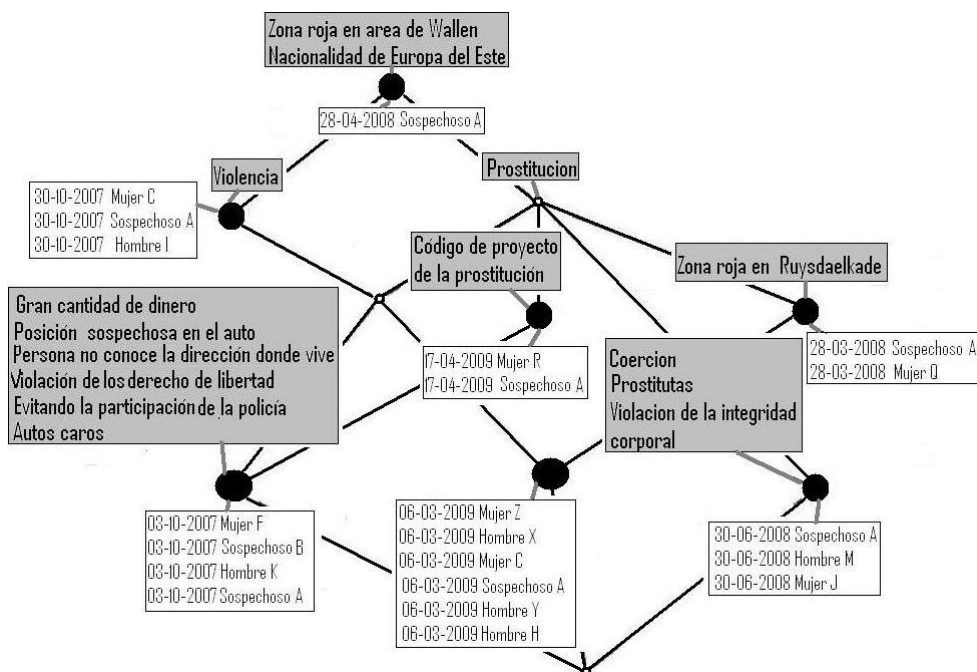 Zona roja en area de Wallen
Nacionalidad de Europa del Este
28-04-2008 Sospechoso A
Violencia
Prostitucion
30-10-2007 Mujer C
30-10-2007 Sospechoso A
30-10-2007 Hombre I
Código de proyecto
de la prostitución
Zona roja en Ruysdaelkade
Gran cantidad de dinero
Posición sospechosa en el auto
Persona no conoce la dirección donde vive
Violación de los derecho de libertad
Evitando la participación de la policía
Autos caros
17-04-2009 Mujer R
17-04-2009 Sospechoso A
28-03-2008 Sospechoso A
28-03-2008 Mujer Q
Coercion
Prostitutas
Violacion de la integridad
corporal
03-10-2007 Mujer F
03-10-2007 Sospechoso B
03-10-2007 Hombre K
03-10-2007 Sospechoso A
06-03-2009 Mujer Z
06-03-2009 Hombre X
06-03-2009 Mujer C
06-03-2009 Sospechoso A
06-03-2009 Hombre Y
06-03-2009 Hombre H
30-06-2008 Sospechoso A
30-06-2008 Hombre M
30-06-2008 Mujer J